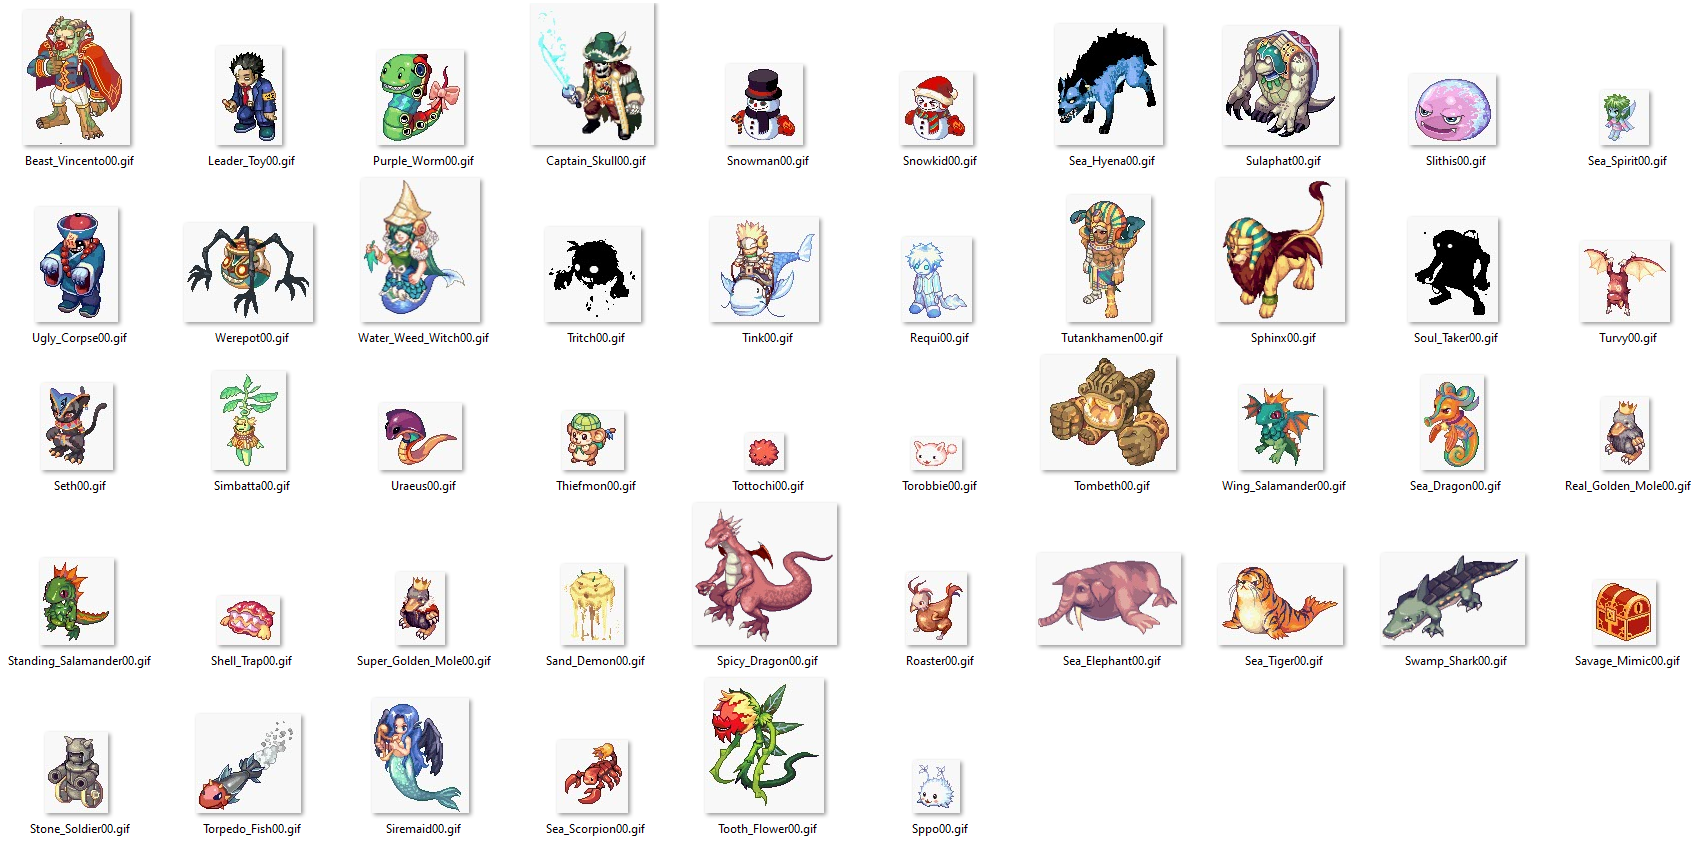 Beast_Vincento00.gif
Leader_Toy00.gif
Purple_Worm00.gif
Captain_Skull00.gif
Snowman00.gif
Snowkid00.gif
Sea_Hyena00.gif
Sulaphat00.gif
Slithis00.gif
Sea_Spirit00.gif
Ugly_Corpse00.gif
Werepot00.gif
Water_Weed_Witch00.gif
Tritch00.gif
Tink00.gif
Requi00.gif
Tutankhamen00.gif
Sphinx00.gif
Soul_Taker00.gif
Turvy00.gif
Seth00.gif
Simbatta00.gif
Uraeus00.gif
Thiefmon00.gif
Tottochi00.gif
Torobbie00.gif
Tombeth00.gif
Wing_Salamander00.gif
Sea_Dragon00.gif
Real_Golden_Mole00.gif
Standing_Salamander00.gif
Shell_Trap00.gif
Super_Golden_Mole00.gif
Sand_Demon00.gif
Spicy_Dragon00.gif
Roaster00.gif
Sea_Elephant00.gif
Sea_Tiger00.gif
Swamp_Shark00.gif
Savage_Mimic00.gif
Stone_Soldier00.gif
Torpedo_Fish00.gif
Siremaid00.gif
Sea_Scorpion00.gif
Tooth_Flower00.gif
Sppo00.gif